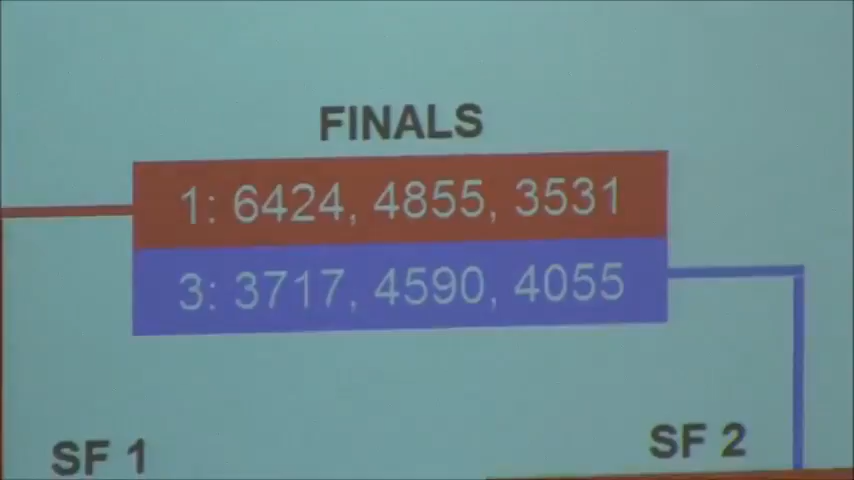 FINALS
1: 6424, 4855, 3531
3: 3717, 4590, 4055
SF 1
SF 2